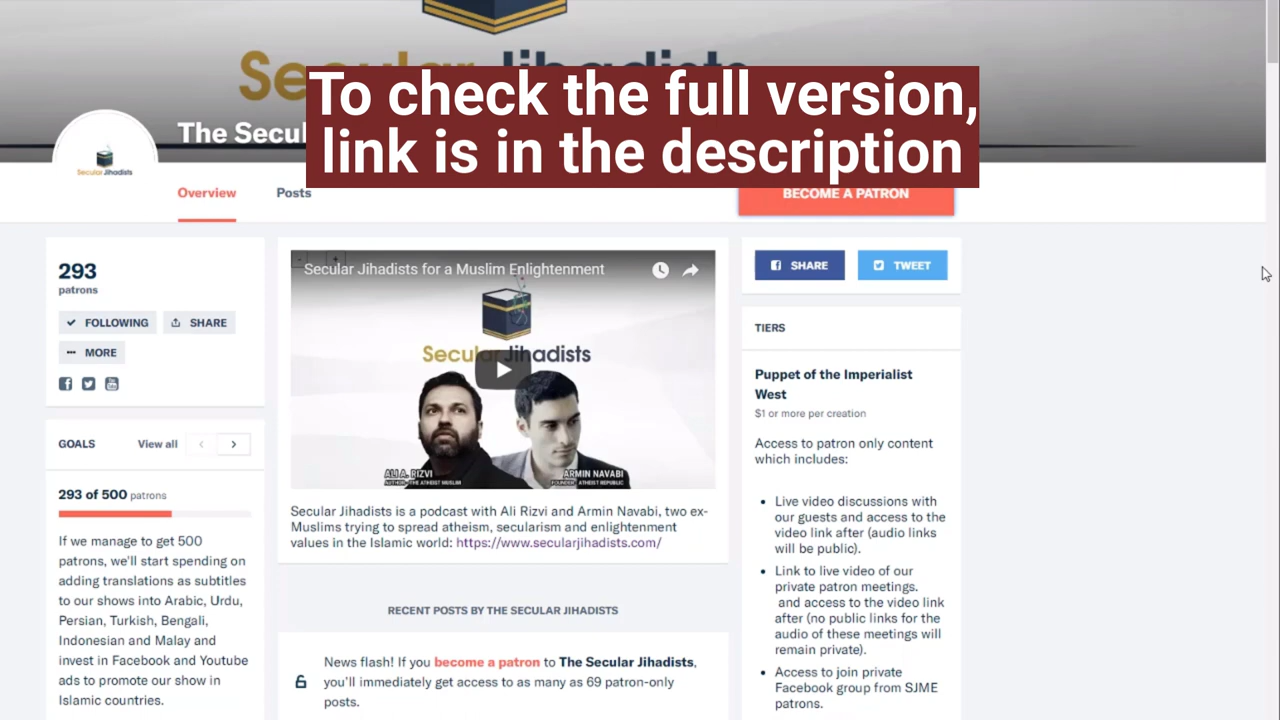 Secular Jihadists
To check the full version,
link is in the description
The Secul
Secular Jihadists
Overview
Posts
BECOME A PATRON
293
patrons
FOLLOWING
SHARE
MORE
GOALS
View all
293 of 500 patrons
If we manage to get 500
patrons, we'll start spending on
adding translations as subtitles
to our shows into Arabic, Urdu,
Persian, Turkish, Bengali,
Indonesian and Malay and
invest in Facebook and Youtube
ads to promote our show in
Islamic countries.
Secular Jihadists for a Muslim Enlightenment
Secular Jihadists
ALI A. RIZVI
AUTHOR - THE ATHEIST MUSLIM
ARMIN NAVABI
FOUNDER - ATHEIST REPUBLIC
Secular Jihadists is a podcast with Ali Rizvi and Armin Navabi, two ex-
Muslims trying to spread atheism, secularism and enlightenment
values in the Islamic world: https://www.secularjihadists.com/
RECENT POSTS BY THE SECULAR JIHADISTS
News flash! If you become a patron to The Secular Jihadists,
you'll immediately get access to as many as 69 patron-only
posts.
SHARE
TWEET
TIERS
Puppet of the Imperialist
West
$1 or more per creation
Access to patron only content
which includes:
• Live video discussions with
our guests and access to the
video link after (audio links
will be public).
• Link to live video of our
private patron meetings.
and access to the video link
after (no public links for the
audio of these meetings will
remain private).
• Access to join private
Facebook group from SJME
patrons.